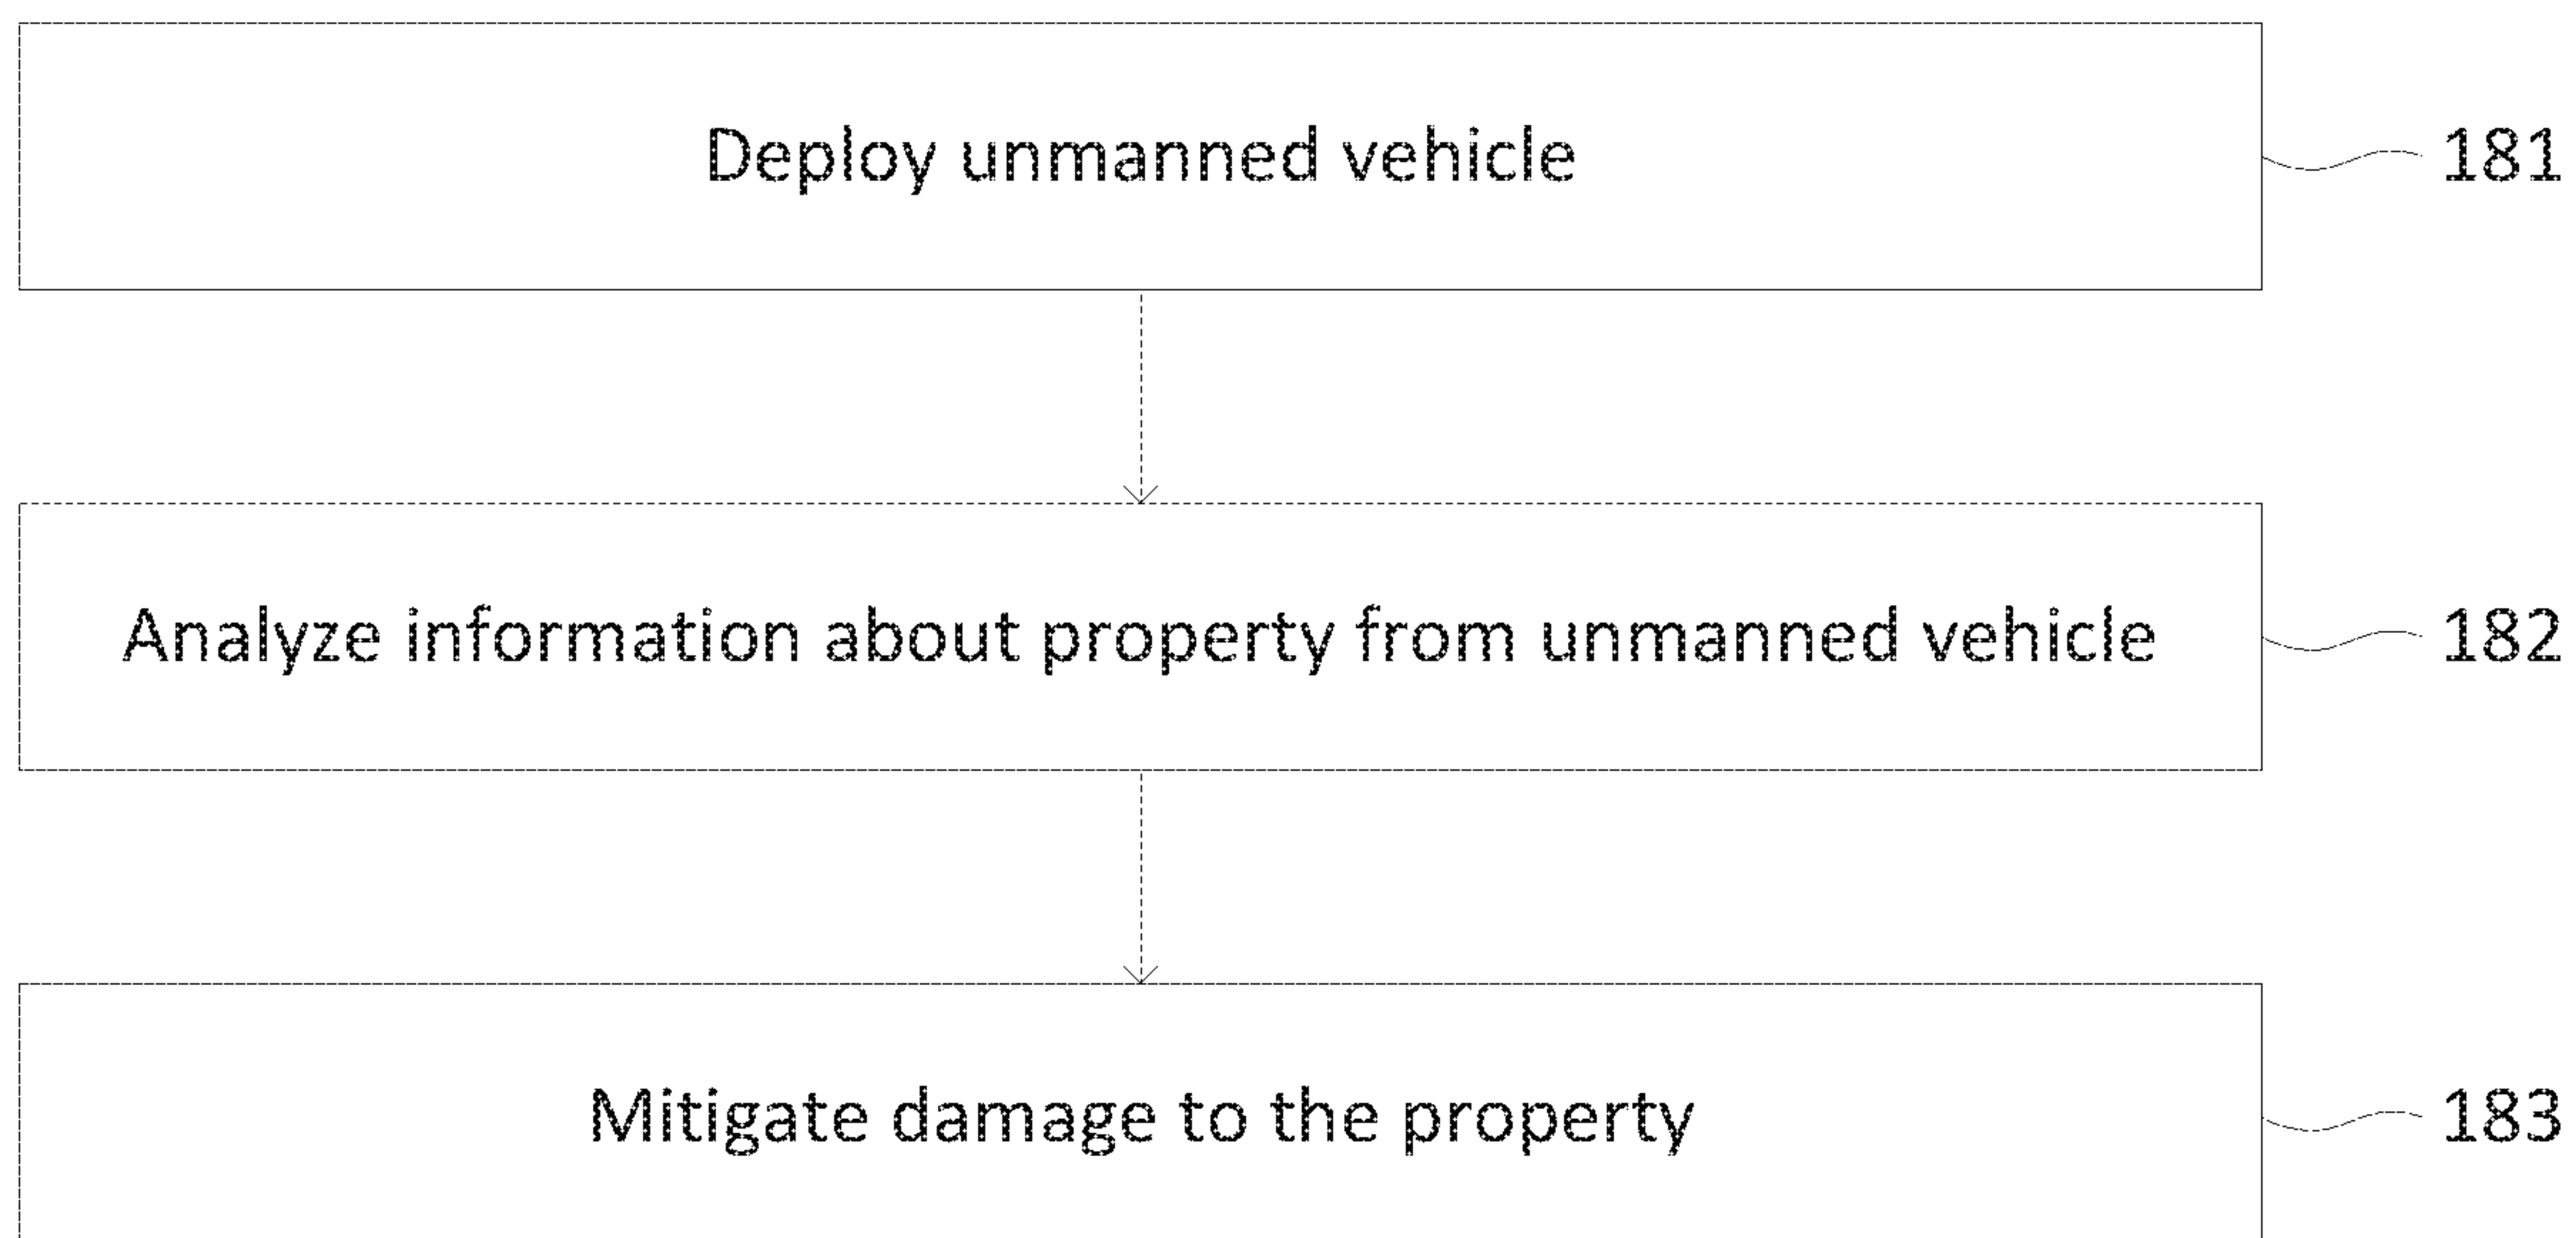 Deploy unmanned vehicle 181
Analyze information about property from unmanned vehicle 182
Mitigate damage to the property 183